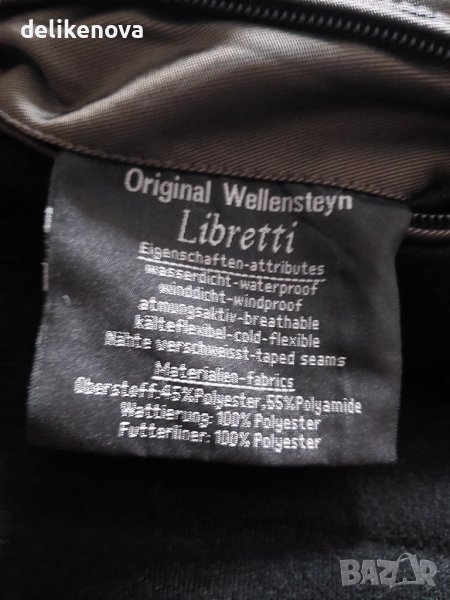 delikenova
Original Wellensteyn
Libretti
Eigenschaften-attributes
wasserdicht-waterproof
winddicht-windproof
atmungsaktiv-breathable
kälteflexibel-cold-flexible
Nähte verschweisst-taped seams
Materialien-fabrics
Oberstoff:45%Polyester,55%Polyamide
Wattierung:100%Polyester
Futterliner:100%Polyester
BAZAR